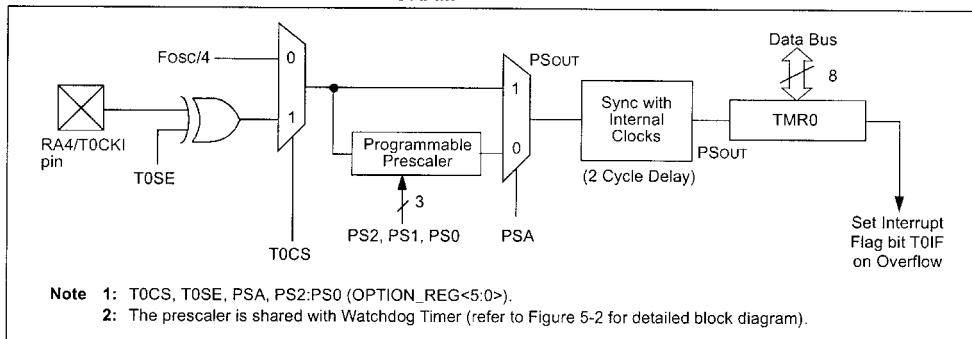 Data Bus
8
Fosc/4
0
1
PSOUT
1
0
Sync with
Internal
Clocks
PSOUT
TMR0
RA4/T0CKI
pin
T0SE
Programmable
Prescaler
(2 Cycle Delay)
3
PS2, PS1, PS0
PSA
T0CS
Set Interrupt
Flag bit T0IF
on Overflow
Note 1: T0CS, T0SE, PSA, PS2:PS0 (OPTION_REG<5:0>).
2: The prescaler is shared with Watchdog Timer (refer to Figure 5-2 for detailed block diagram).